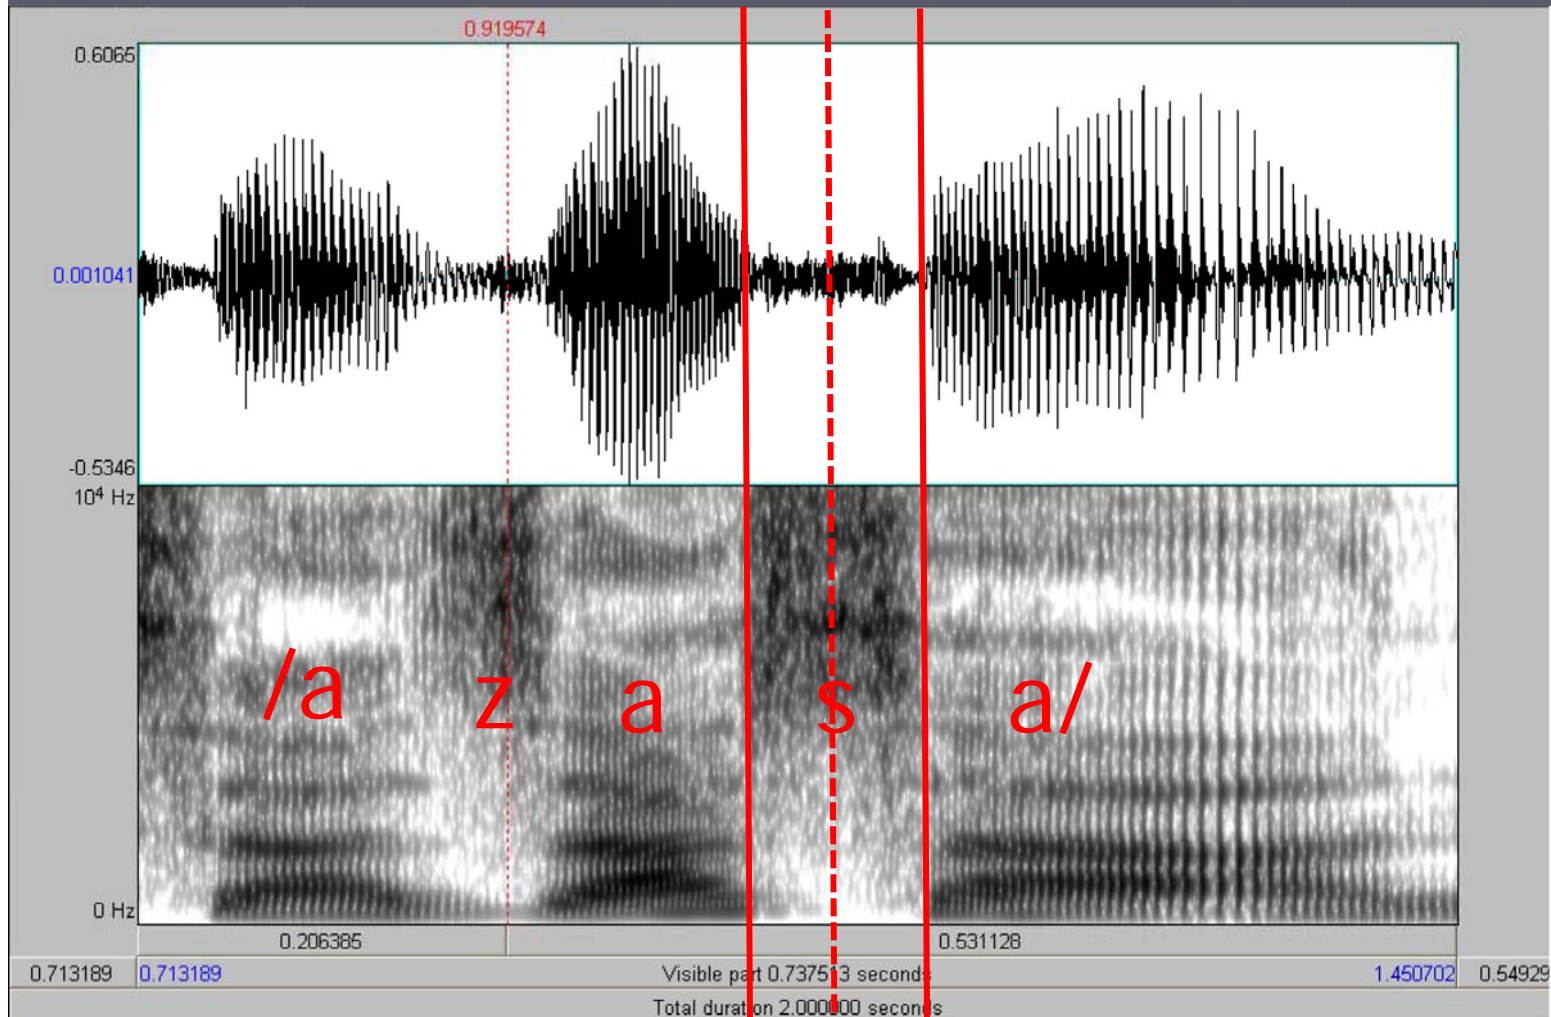 0.919574
0.6065
0.001041
-0.5346
10⁴ Hz
/a z a s a/
0 Hz
0.206385 0.531128
0.713189 0.713189 Visible part 0.737513 seconds 1.450702 0.54929
Total duration 2.000000 seconds